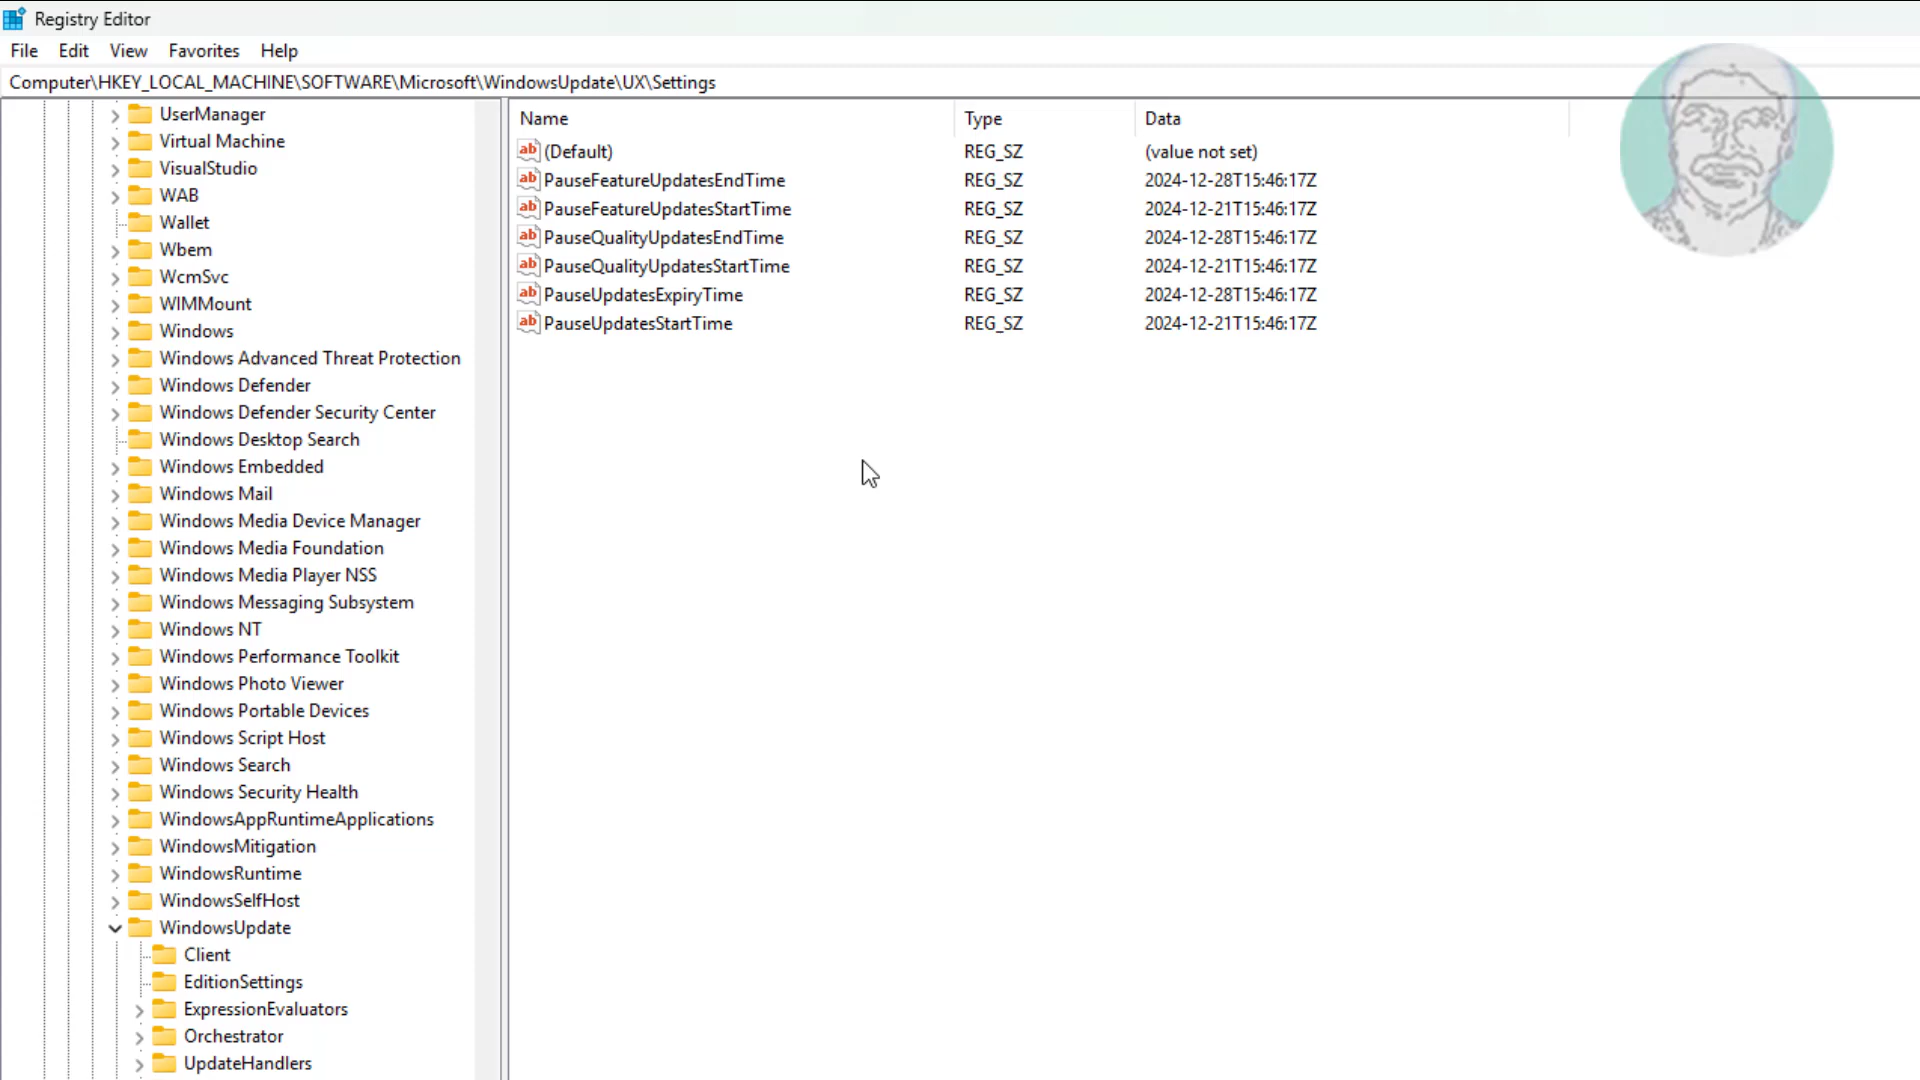 Registry Editor
File Edit View Favorites Help
Computer\HKEY_LOCAL_MACHINE\SOFTWARE\Microsoft\WindowsUpdate\UX\Settings
UserManager
Virtual Machine
VisualStudio
WAB
Wallet
Wbem
WcmSvc
WIMMount
Windows
Windows Advanced Threat Protection
Windows Defender
Windows Defender Security Center
Windows Desktop Search
Windows Embedded
Windows Mail
Windows Media Device Manager
Windows Media Foundation
Windows Media Player NSS
Windows Messaging Subsystem
Windows NT
Windows Performance Toolkit
Windows Photo Viewer
Windows Portable Devices
Windows Script Host
Windows Search
Windows Security Health
WindowsAppRuntimeApplications
WindowsMitigation
WindowsRuntime
WindowsSelfHost
WindowsUpdate
Client
EditionSettings
ExpressionEvaluators
Orchestrator
UpdateHandlers
Name Type Data
ab (Default) REG_SZ (value not set)
ab PauseFeatureUpdatesEndTime REG_SZ 2024-12-28T15:46:17Z
ab PauseFeatureUpdatesStartTime REG_SZ 2024-12-21T15:46:17Z
ab PauseQualityUpdatesEndTime REG_SZ 2024-12-28T15:46:17Z
ab PauseQualityUpdatesStartTime REG_SZ 2024-12-21T15:46:17Z
ab PauseUpdatesExpiryTime REG_SZ 2024-12-28T15:46:17Z
ab PauseUpdatesStartTime REG_SZ 2024-12-21T15:46:17Z